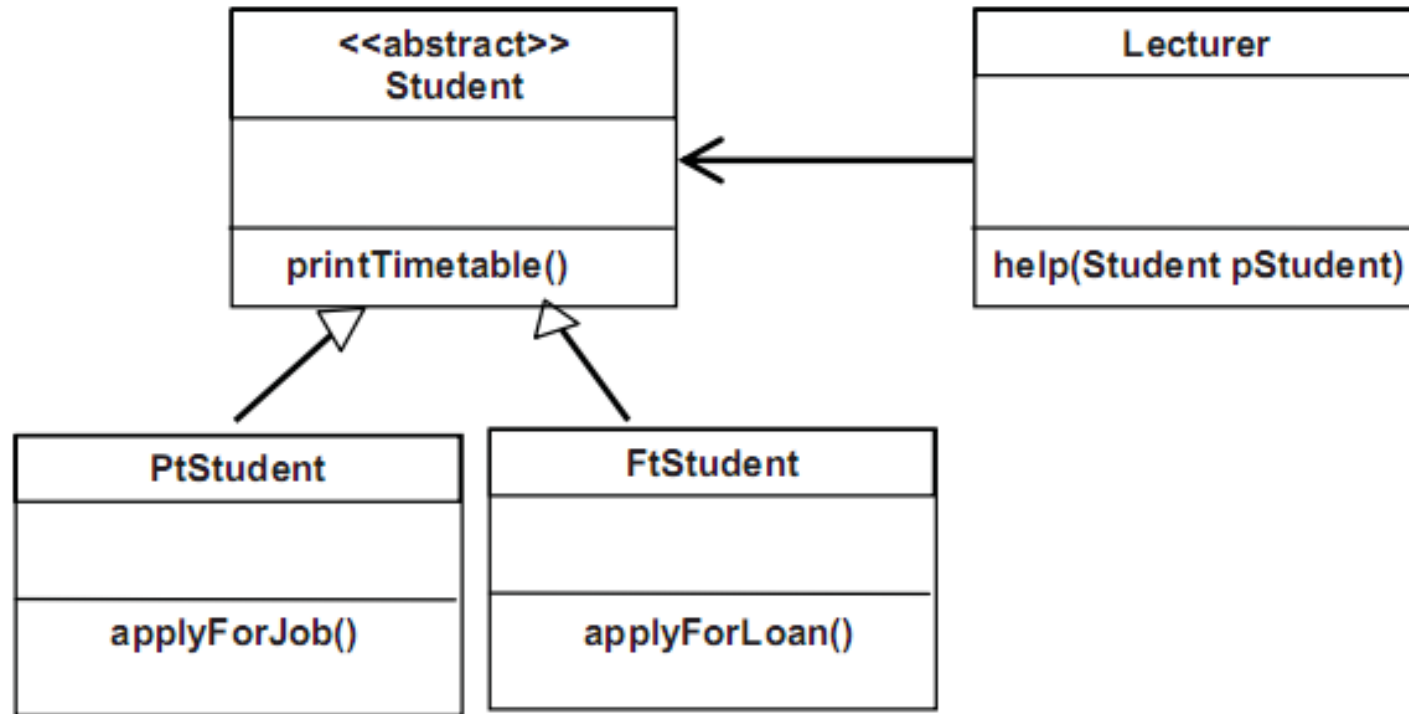 <<abstract>>
Student
printTimetable()
Lecturer
help(Student pStudent)
PtStudent
applyForJob()
FtStudent
applyForLoan()